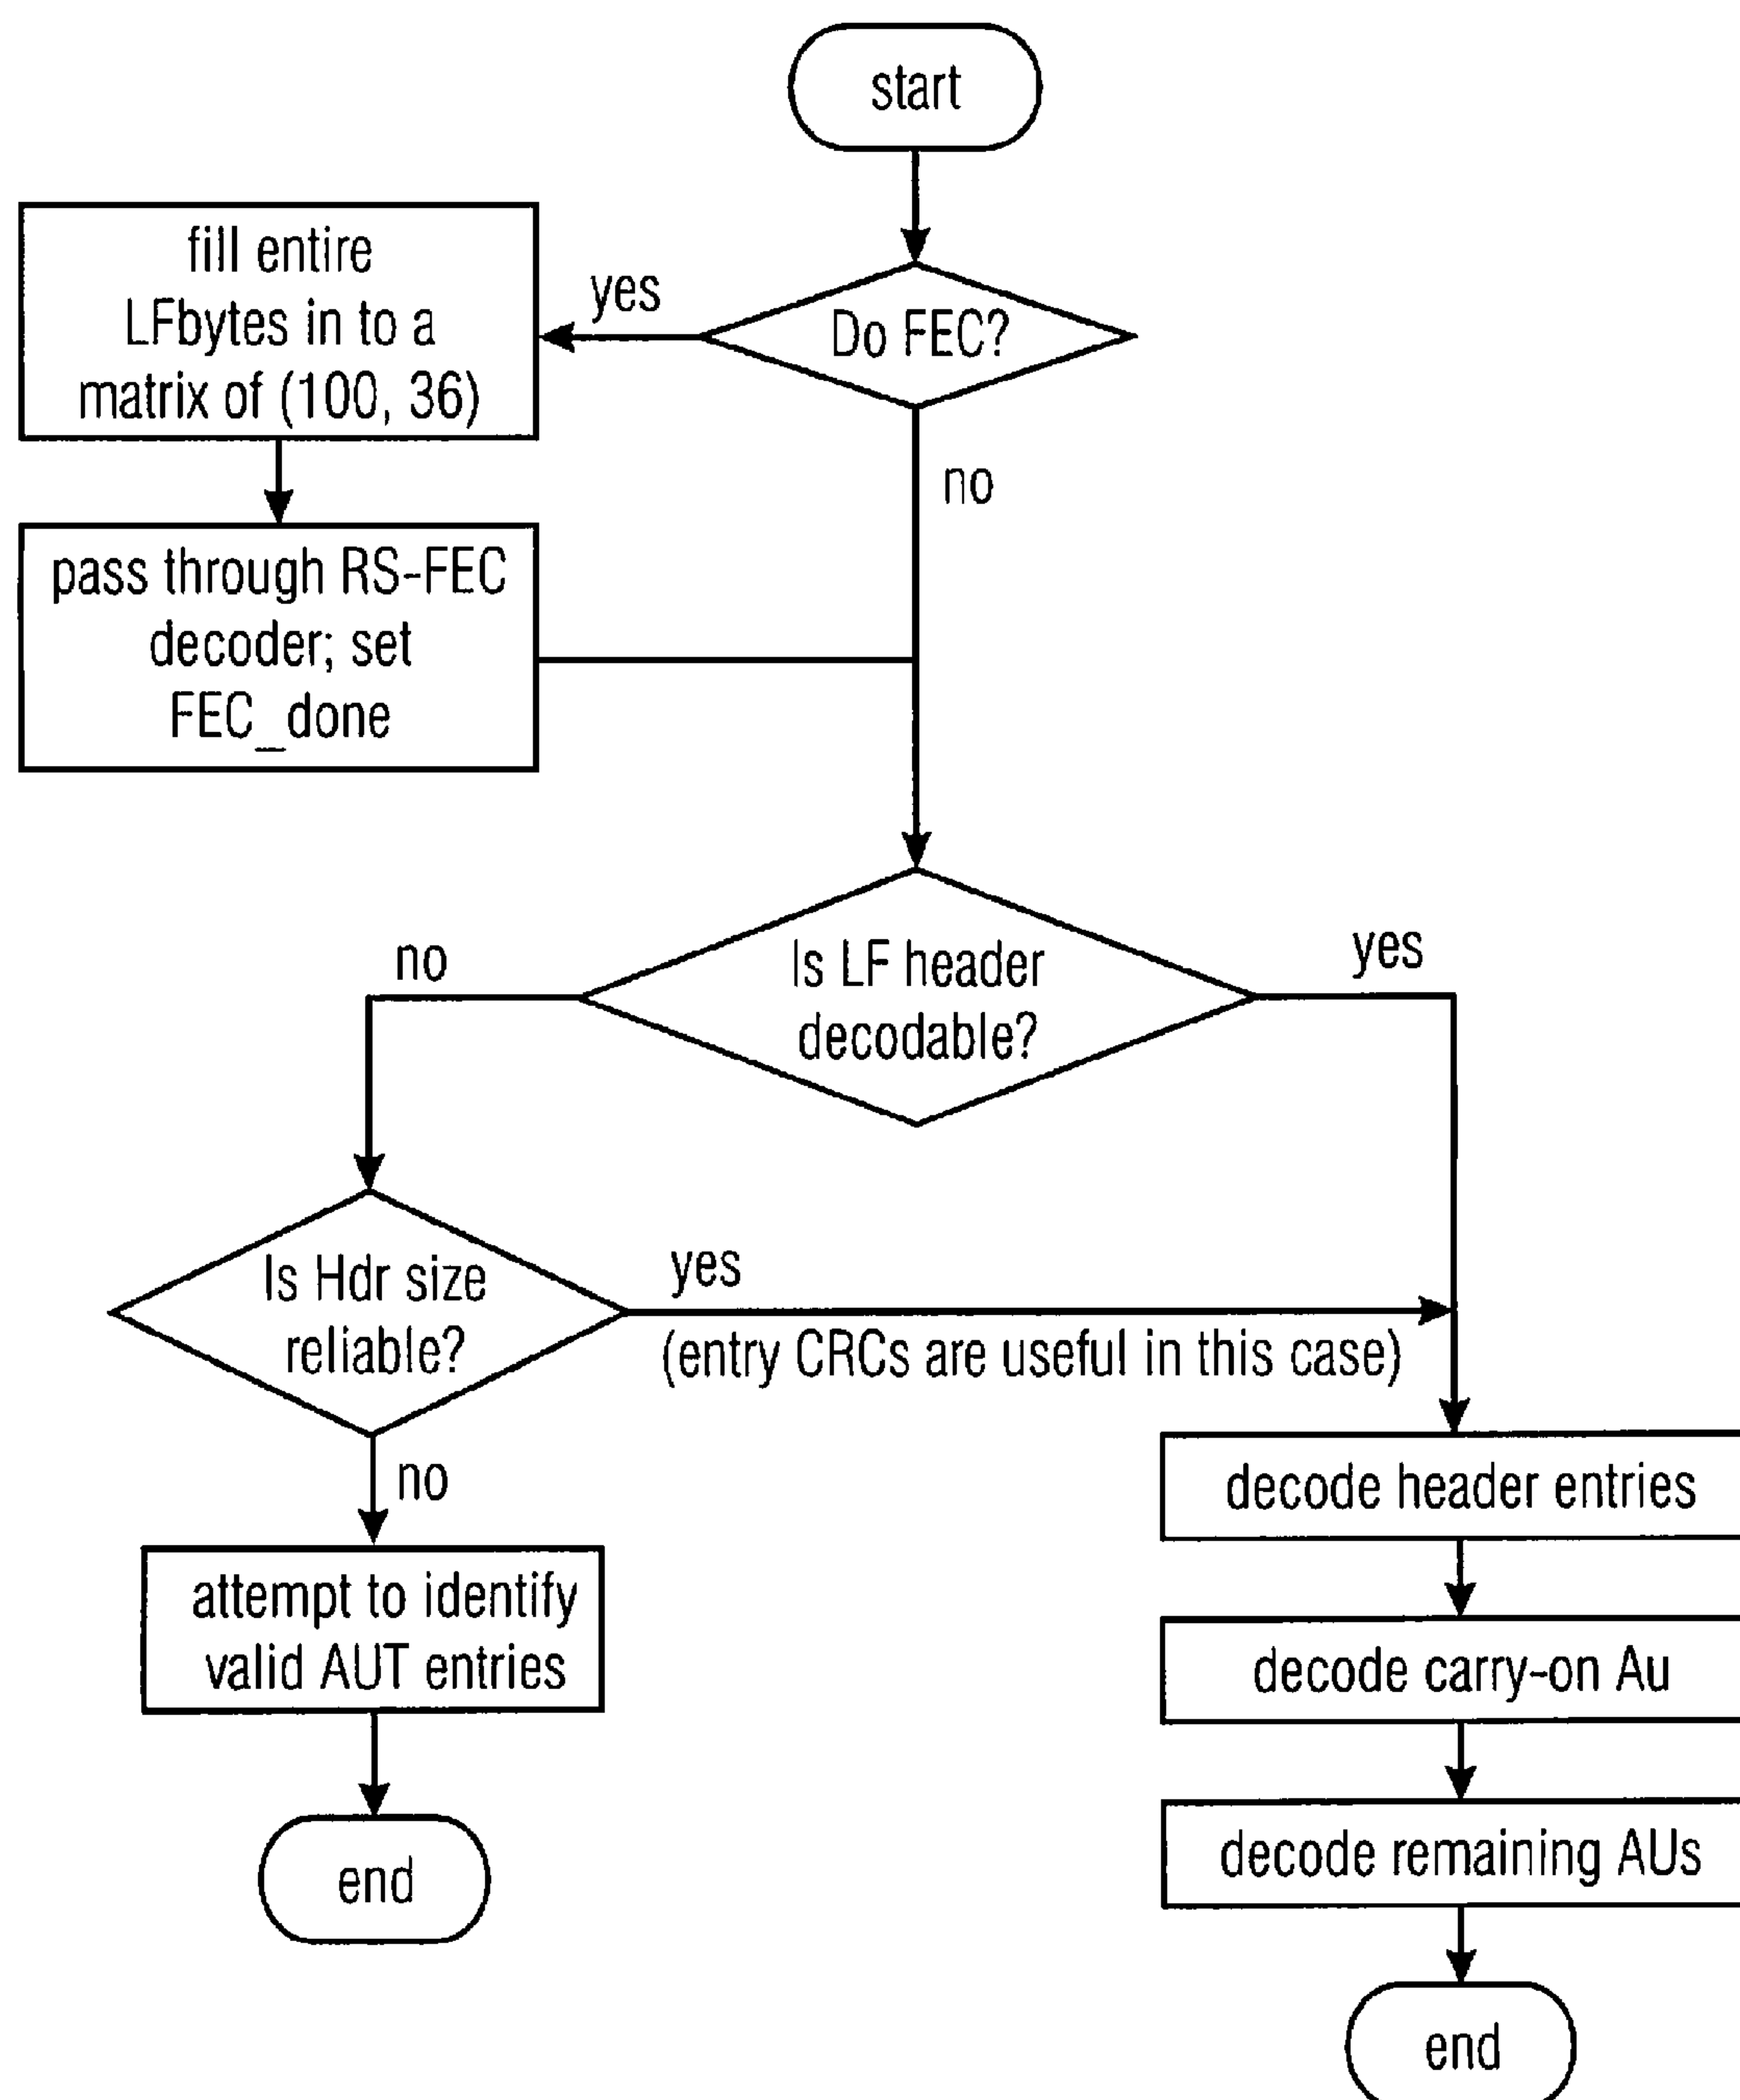 start
Do FEC?
yes
fill entire
LFbytes in to a
matrix of (100, 36)
no
pass through RS-FEC
decoder; set
FEC_done
Is LF header
decodable?
no
yes
Is Hdr size
reliable?
yes
(entry CRCs are useful in this case)
no
attempt to identify
valid AUT entries
end
decode header entries
decode carry-on Au
decode remaining AUs
end